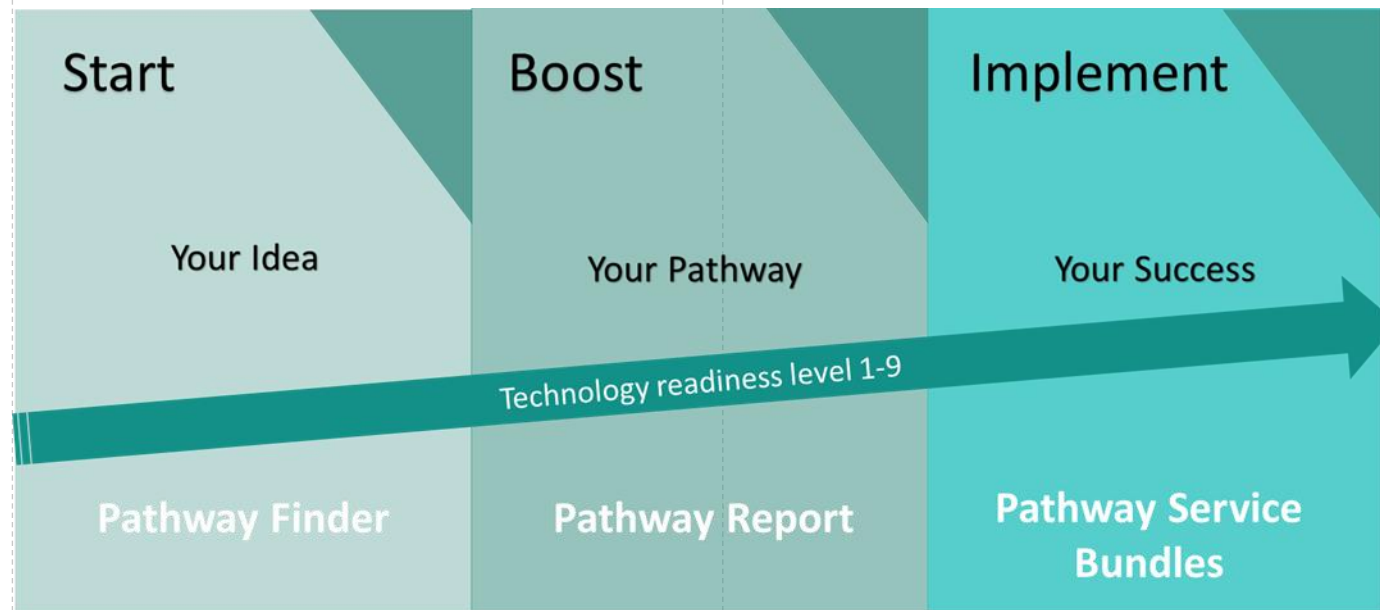 Start
Your Idea
Pathway Finder
Boost
Your Pathway
Pathway Report
Implement
Your Success
Pathway Service
Bundles
Technology readiness level 1-9